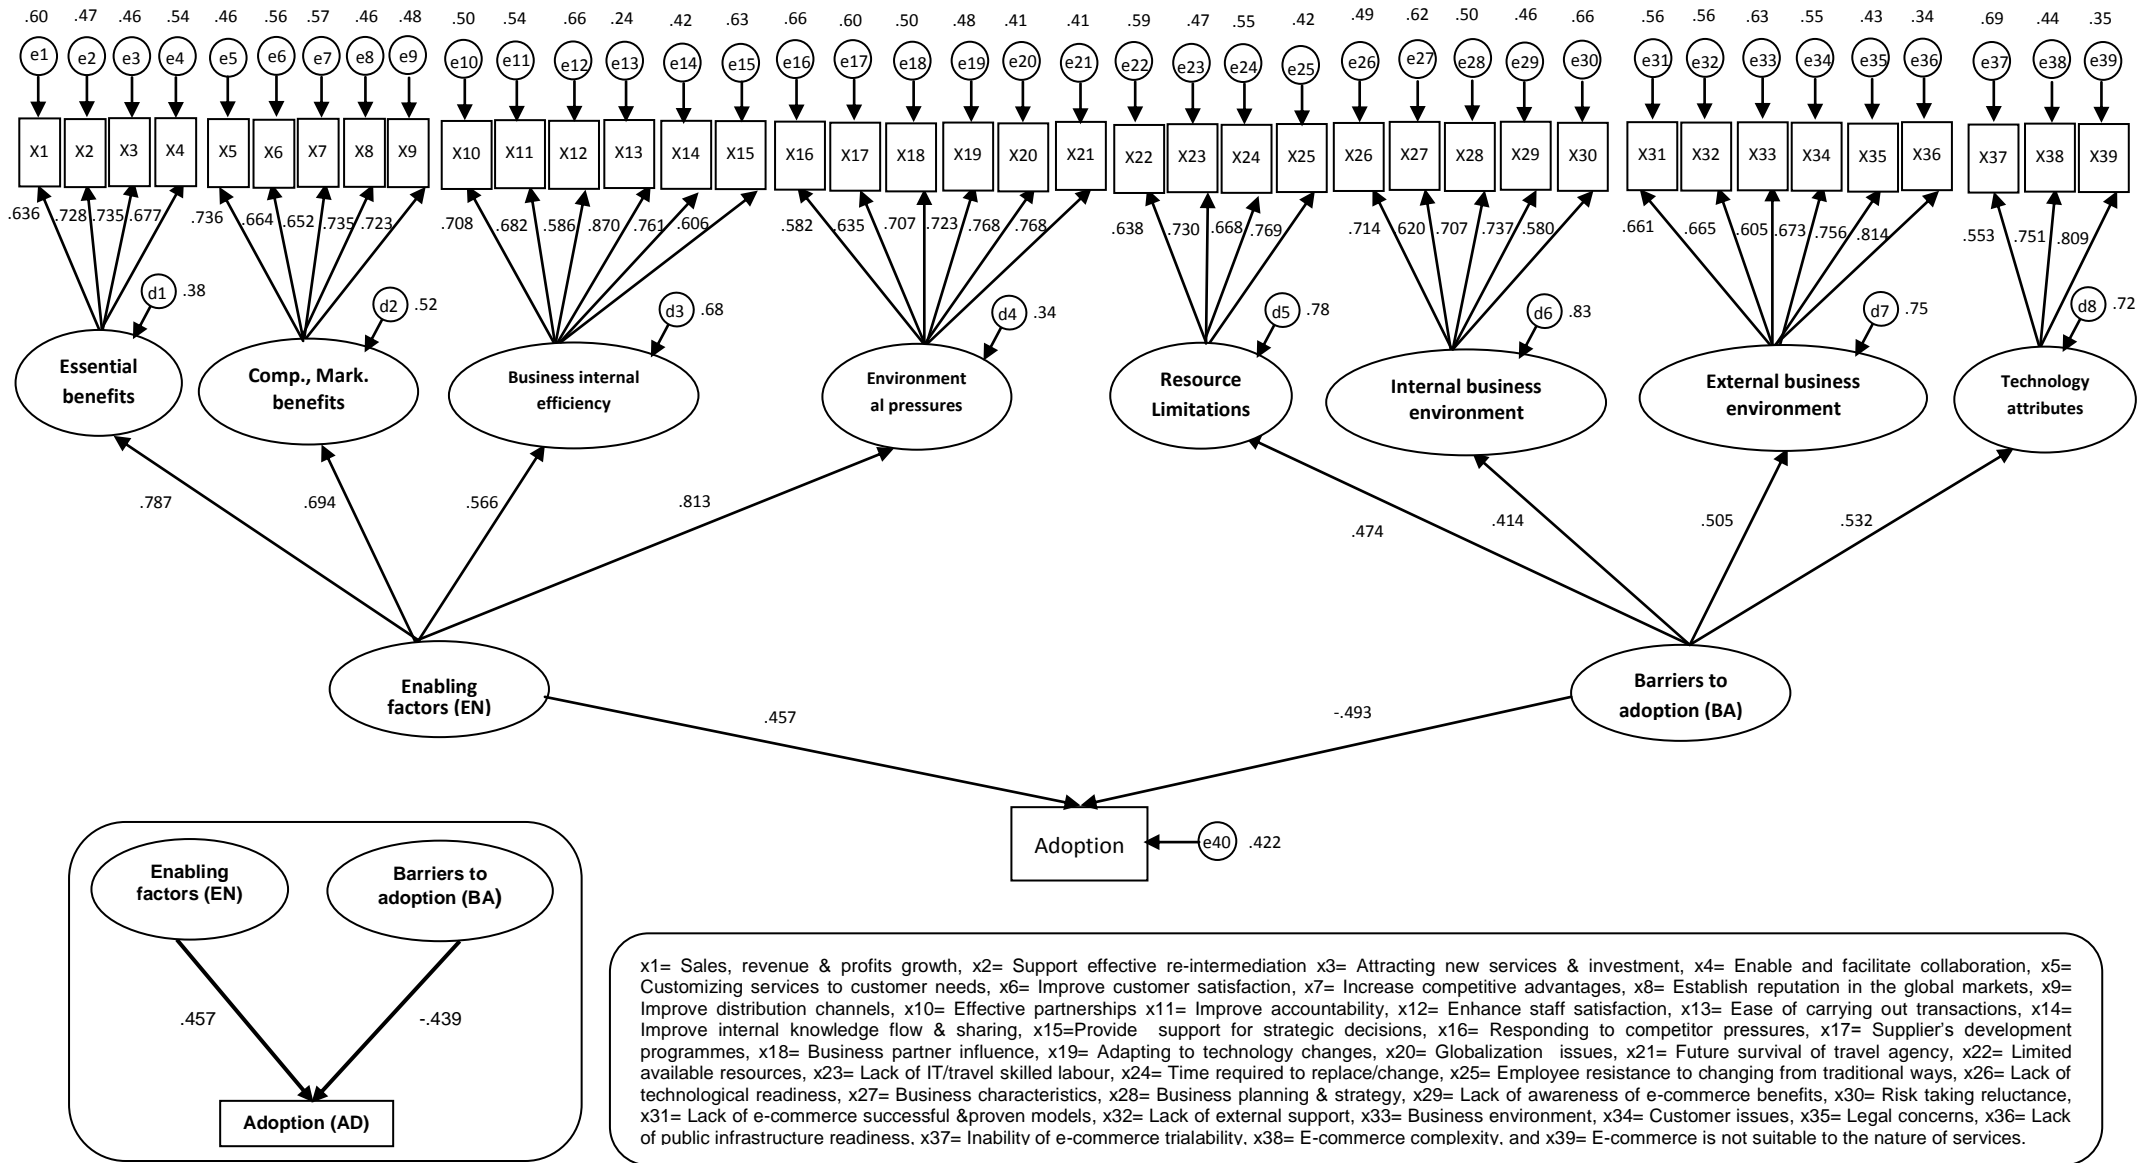 .60 .47 .46 .54 .46 .56 .57 .46 .48 .50 .54 .66 .24 .42 .63 .66 .60 .50 .48 .41 .41 .59 .47 .55 .42 .49 .62 .50 .46 .66 .56 .56 .63 .55 .43 .34 .69 .44 .35
e1 e2 e3 e4 e5 e6 e7 e8 e9 e10 e11 e12 e13 e14 e15 e16 e17 e18 e19 e20 e21 e22 e23 e24 e25 e26 e27 e28 e29 e30 e31 e32 e33 e34 e35 e36 e37 e38 e39
X1 X2 X3 X4 X5 X6 X7 X8 X9 X10 X11 X12 X13 X14 X15 X16 X17 X18 X19 X20 X21 X22 X23 X24 X25 X26 X27 X28 X29 X30 X31 X32 X33 X34 X35 X36 X37 X38 X39
.636 .728 .735 .677 .736 .664 .652 .735 .723 .708 .682 .586 .870 .761 .606 .582 .635 .707 .723 .768 .768 .638 .730 .668 .769 .714 .620 .707 .737 .580 .661 .665 .605 .673 .756 .814 .553 .751 .809
d1 .38 d2 .52 d3 .68 d4 .34 d5 .78 d6 .83 d7 .75 d8 .72
Essential
benefits
Comp., Mark.
benefits
Business internal
efficiency
Environment
al pressures
Resource
Limitations
Internal business
environment
External business
environment
Technology
attributes
.787 .694 .566 .813 .474 .414 .505 .532
Enabling
factors (EN)
Barriers to
adoption (BA)
.457 -.493
Adoption e40 .422
Enabling
factors (EN)
Barriers to
adoption (BA)
.457 -.439
Adoption (AD)
x1= Sales, revenue & profits growth, x2= Support effective re-intermediation x3= Attracting new services & investment, x4= Enable and facilitate collaboration, x5=
Customizing services to customer needs, x6= Improve customer satisfaction, x7= Increase competitive advantages, x8= Establish reputation in the global markets, x9=
Improve distribution channels, x10= Effective partnerships x11= Improve accountability, x12= Enhance staff satisfaction, x13= Ease of carrying out transactions, x14=
Improve internal knowledge flow & sharing, x15=Provide support for strategic decisions, x16= Responding to competitor pressures, x17= Supplier's development
programmes, x18= Business partner influence, x19= Adapting to technology changes, x20= Globalization issues, x21= Future survival of travel agency, x22= Limited
available resources, x23= Lack of IT/travel skilled labour, x24= Time required to replace/change, x25= Employee resistance to changing from traditional ways, x26= Lack of
technological readiness, x27= Business characteristics, x28= Business planning & strategy, x29= Lack of awareness of e-commerce benefits, x30= Risk taking reluctance,
x31= Lack of e-commerce successful &proven models, x32= Lack of external support, x33= Business environment, x34= Customer issues, x35= Legal concerns, x36= Lack
of public infrastructure readiness, x37= Inability of e-commerce trialability, x38= E-commerce complexity, and x39= E-commerce is not suitable to the nature of services.